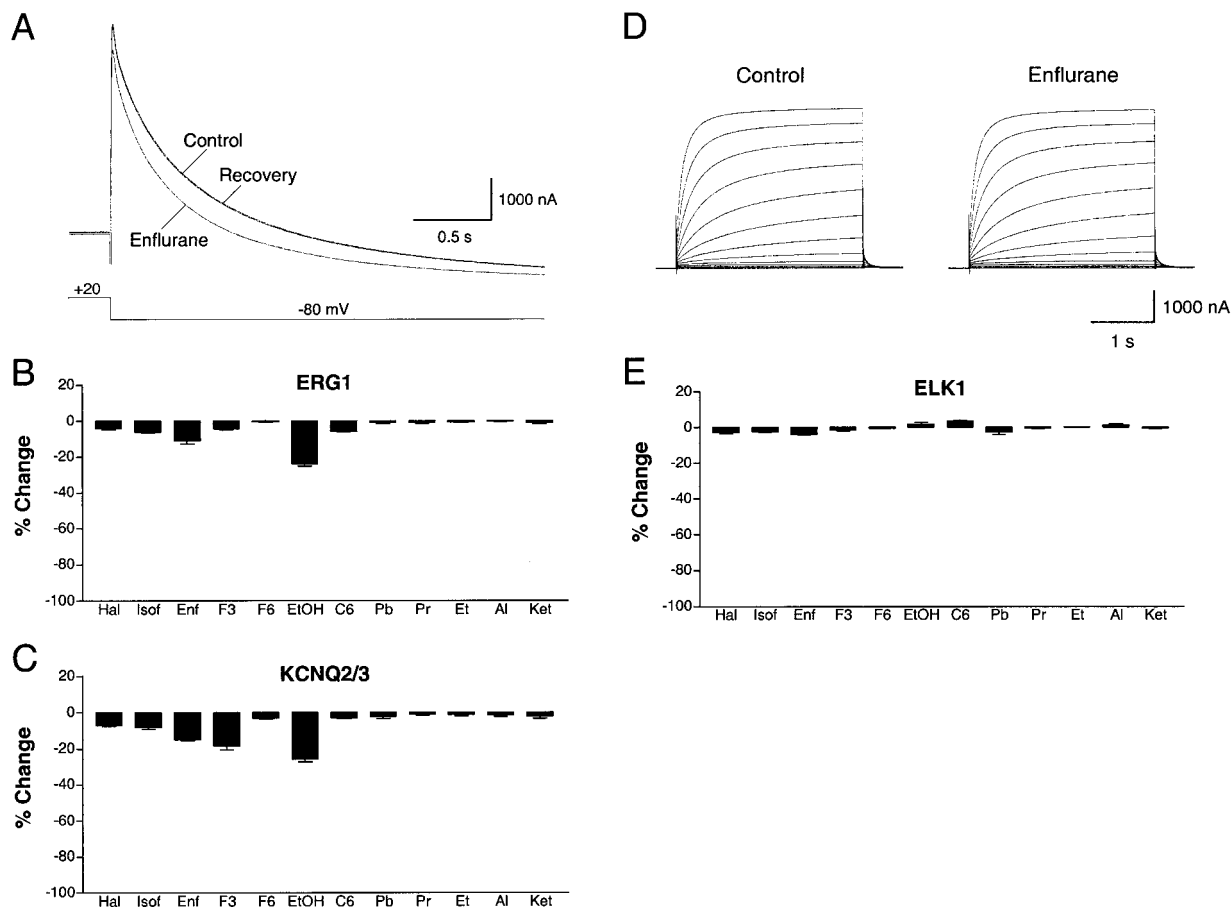 A
Control
Recovery
Enflurane
1000 nA
0.5 s
+20
-80 mV
B
ERG1
% Change
20
0
-20
-40
-60
-80
-100
Hal Isof Enf F3 F6 EtOH C6 Pb Pr Et Al Ket
C
KCNQ2/3
% Change
20
0
-20
-40
-60
-80
-100
Hal Isof Enf F3 F6 EtOH C6 Pb Pr Et Al Ket
D
Control Enflurane
1000 nA
1 s
E
ELK1
% Change
20
0
-20
-40
-60
-80
-100
Hal Isof Enf F3 F6 EtOH C6 Pb Pr Et Al Ket